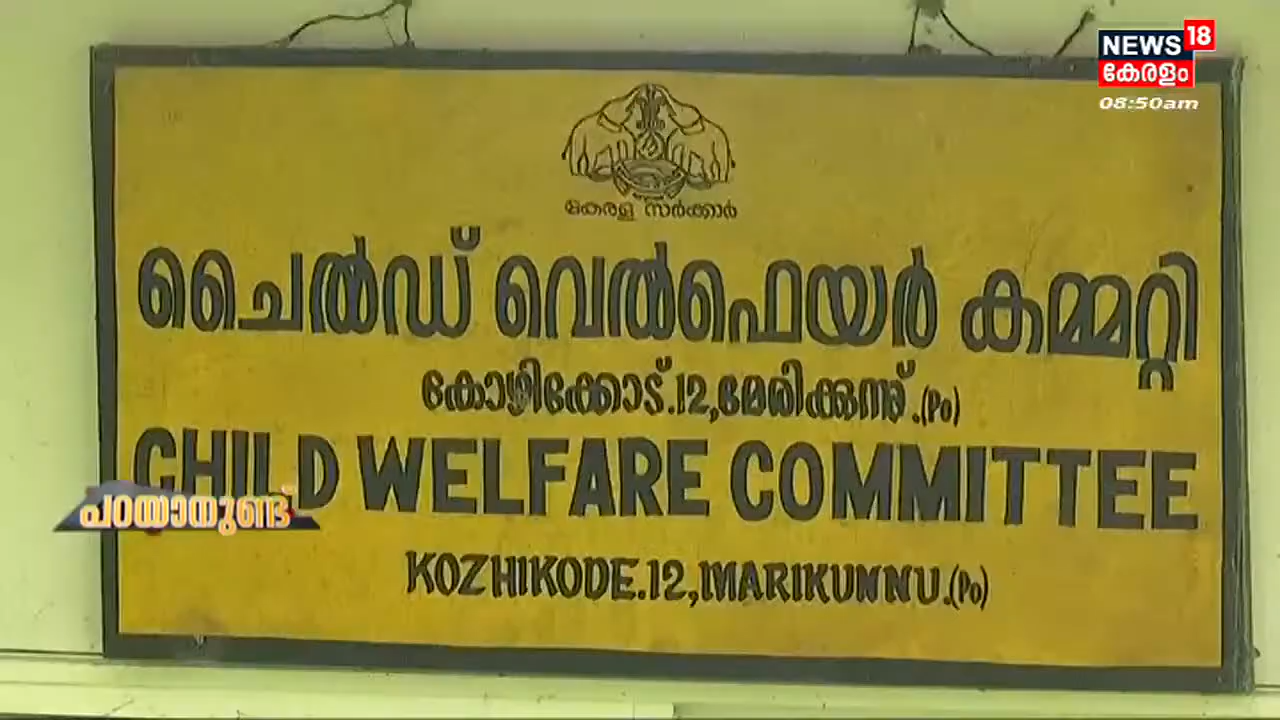 NEWS 18
കേരളം
08:50am
കേരള സർക്കാർ
ചൈൽഡ് വെൽഫെയർ കമ്മറ്റി
കോഴിക്കോട്.12,മേരിക്കുന്ന്.(Po)
CHILD WELFARE COMMITTEE
പറയാനുണ്ട്
KOZHIKODE.12,MARIKUNNU.(Po)